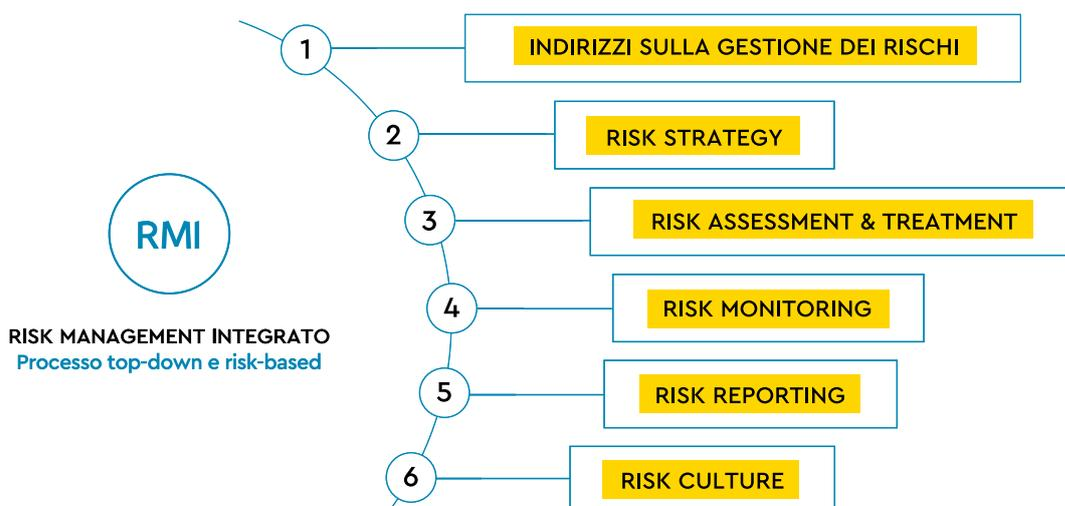 1
INDIRIZZI SULLA GESTIONE DEI RISCHI
2
RISK STRATEGY
3
RISK ASSESSMENT & TREATMENT
RMI
4
RISK MONITORING
RISK MANAGEMENT INTEGRATO
Processo top-down e risk-based
5
RISK REPORTING
6
RISK CULTURE